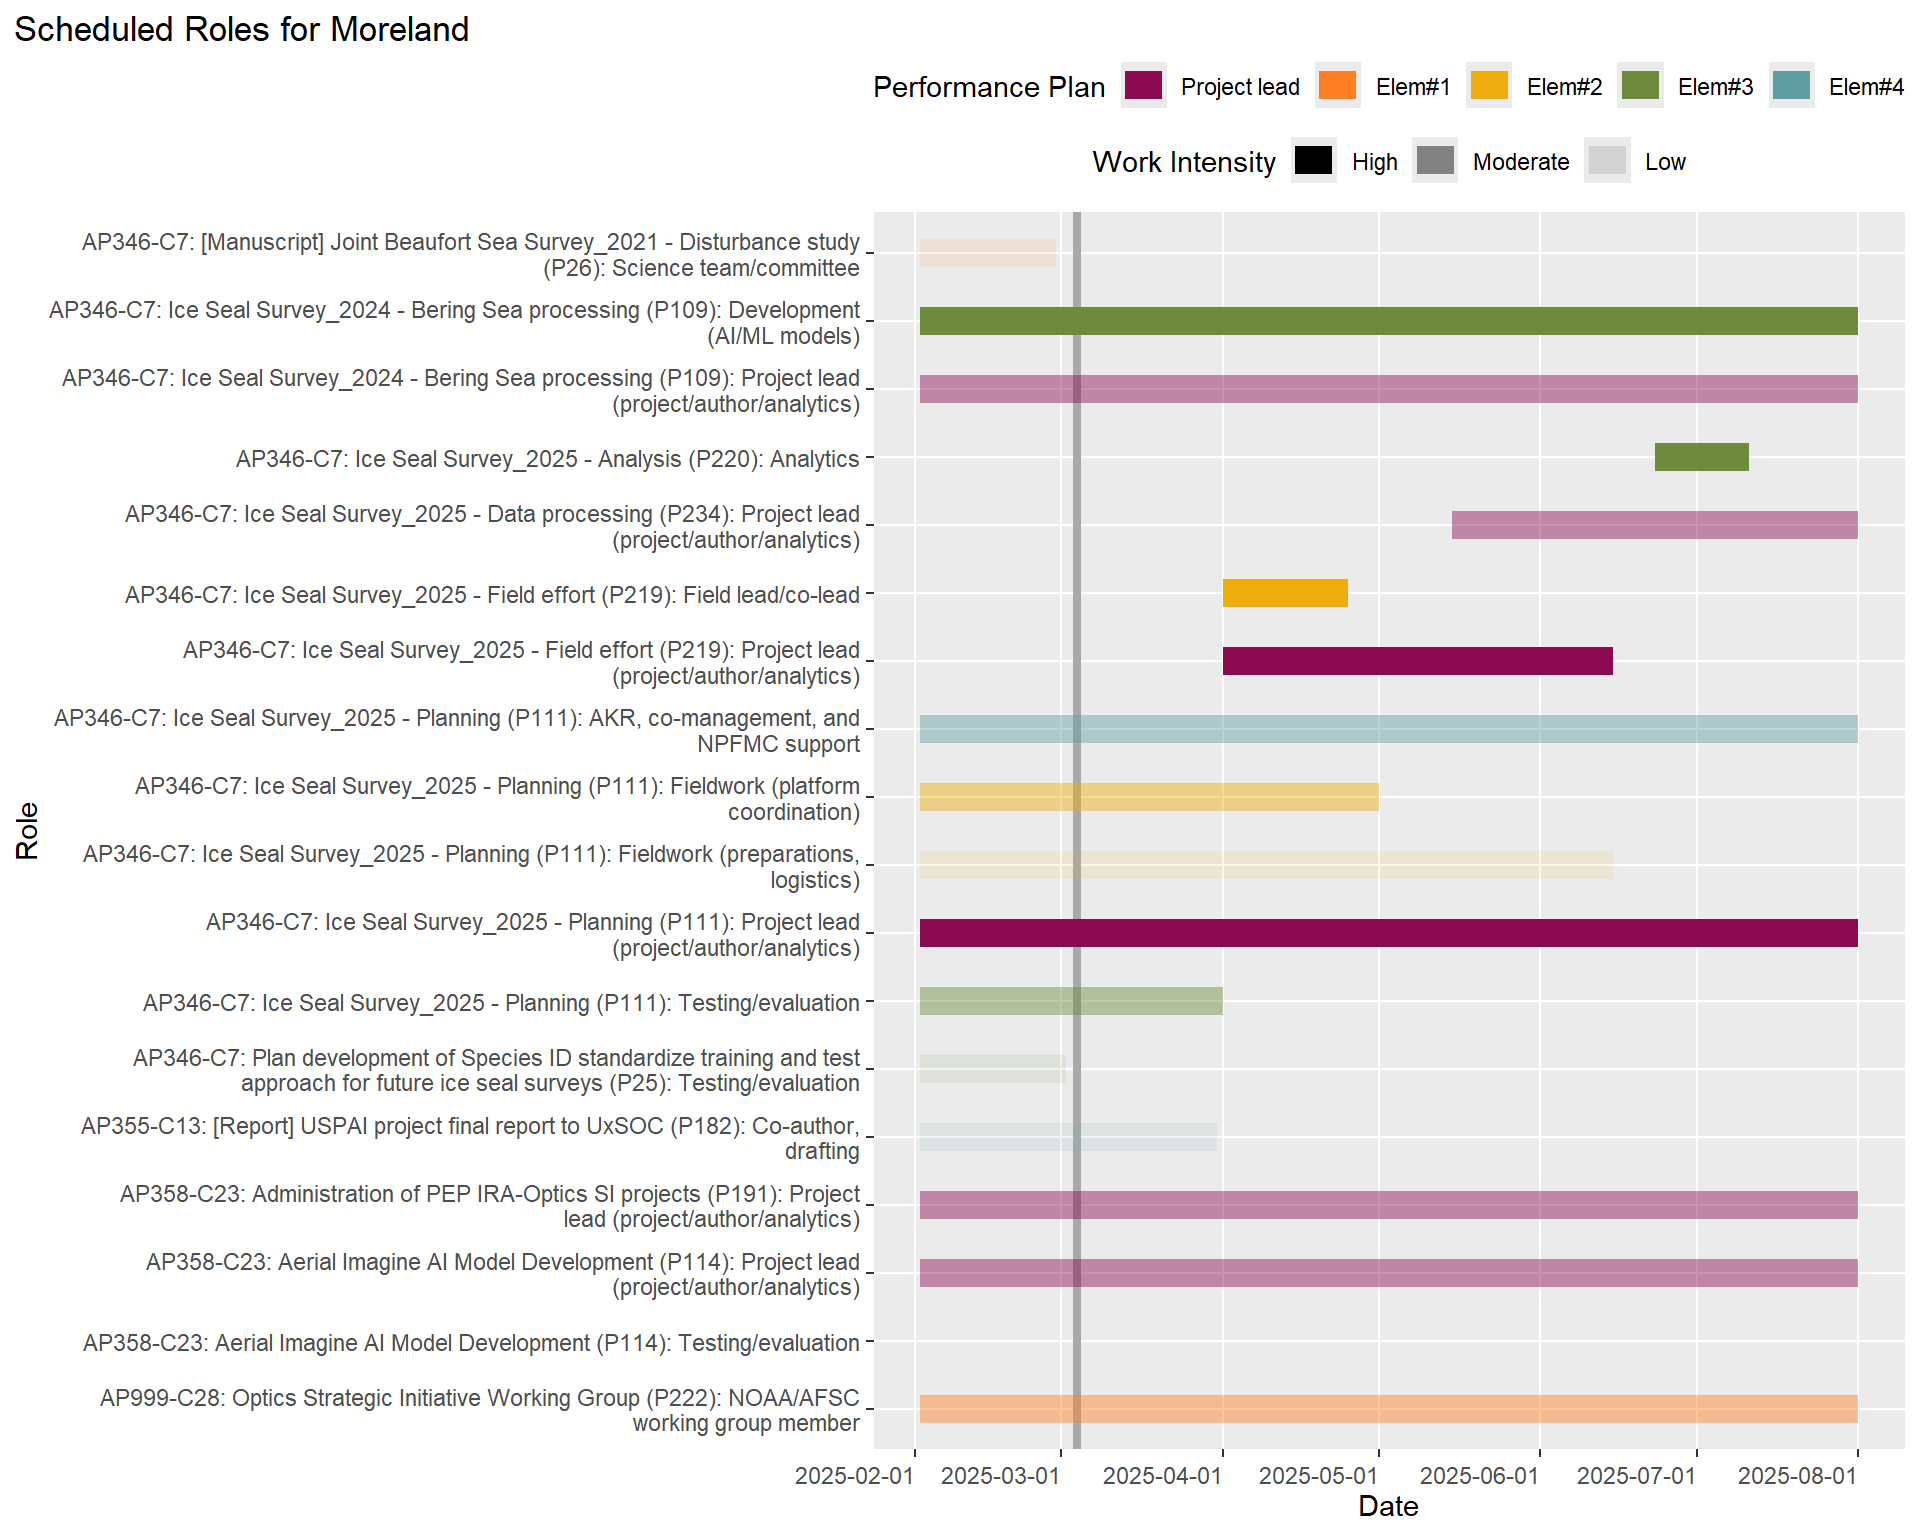 Scheduled Roles for Moreland
Performance Plan Project lead Elem#1 Elem#2 Elem#3 Elem#4
Work Intensity High Moderate Low
AP346-C7: [Manuscript] Joint Beaufort Sea Survey_2021 - Disturbance study
(P26): Science team/committee
AP346-C7: Ice Seal Survey_2024 - Bering Sea processing (P109): Development
(AI/ML models)
AP346-C7: Ice Seal Survey_2024 - Bering Sea processing (P109): Project lead
(project/author/analytics)
AP346-C7: Ice Seal Survey_2025 - Analysis (P220): Analytics
AP346-C7: Ice Seal Survey_2025 - Data processing (P234): Project lead
(project/author/analytics)
AP346-C7: Ice Seal Survey_2025 - Field effort (P219): Field lead/co-lead
AP346-C7: Ice Seal Survey_2025 - Field effort (P219): Project lead
(project/author/analytics)
AP346-C7: Ice Seal Survey_2025 - Planning (P111): AKR, co-management, and
NPFMC support
AP346-C7: Ice Seal Survey_2025 - Planning (P111): Fieldwork (platform
coordination)
AP346-C7: Ice Seal Survey_2025 - Planning (P111): Fieldwork (preparations,
logistics)
AP346-C7: Ice Seal Survey_2025 - Planning (P111): Project lead
(project/author/analytics)
AP346-C7: Ice Seal Survey_2025 - Planning (P111): Testing/evaluation
AP346-C7: Plan development of Species ID standardize training and test
approach for future ice seal surveys (P25): Testing/evaluation
AP355-C13: [Report] USPAI project final report to UxSOC (P182): Co-author,
drafting
AP358-C23: Administration of PEP IRA-Optics SI projects (P191): Project
lead (project/author/analytics)
AP358-C23: Aerial Imagine AI Model Development (P114): Project lead
(project/author/analytics)
AP358-C23: Aerial Imagine AI Model Development (P114): Testing/evaluation
AP999-C28: Optics Strategic Initiative Working Group (P222): NOAA/AFSC
working group member
Role
2025-02-01 2025-03-01 2025-04-01 2025-05-01 2025-06-01 2025-07-01 2025-08-01
Date